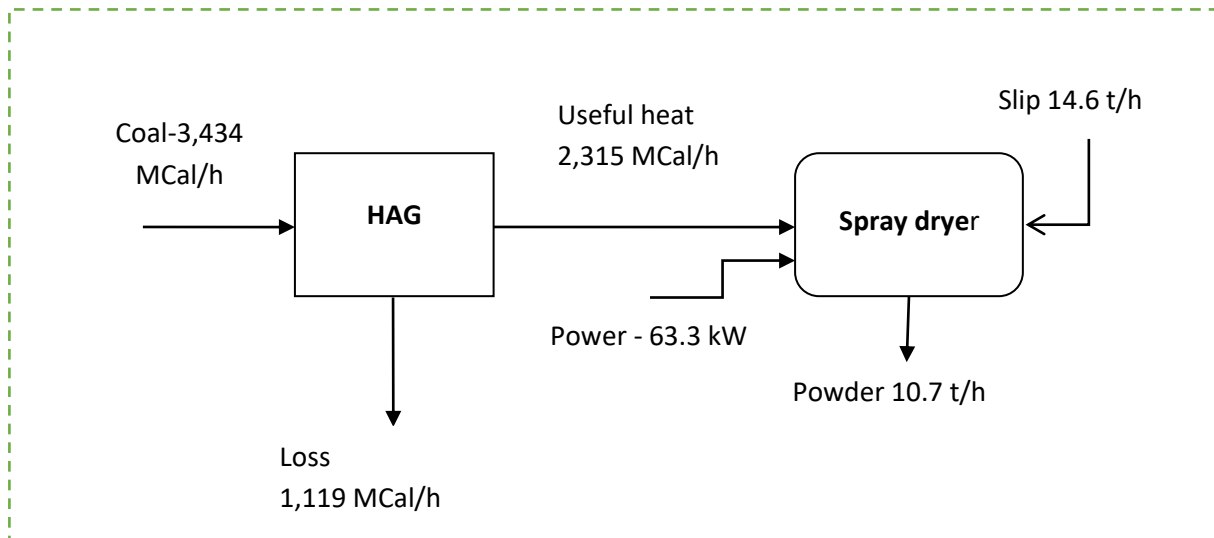 Slip 14.6 t/h
Coal-3,434
MCal/h
Useful heat
2,315 MCal/h
HAG
Spray dryer
Power - 63.3 kW
Powder 10.7 t/h
Loss
1,119 MCal/h